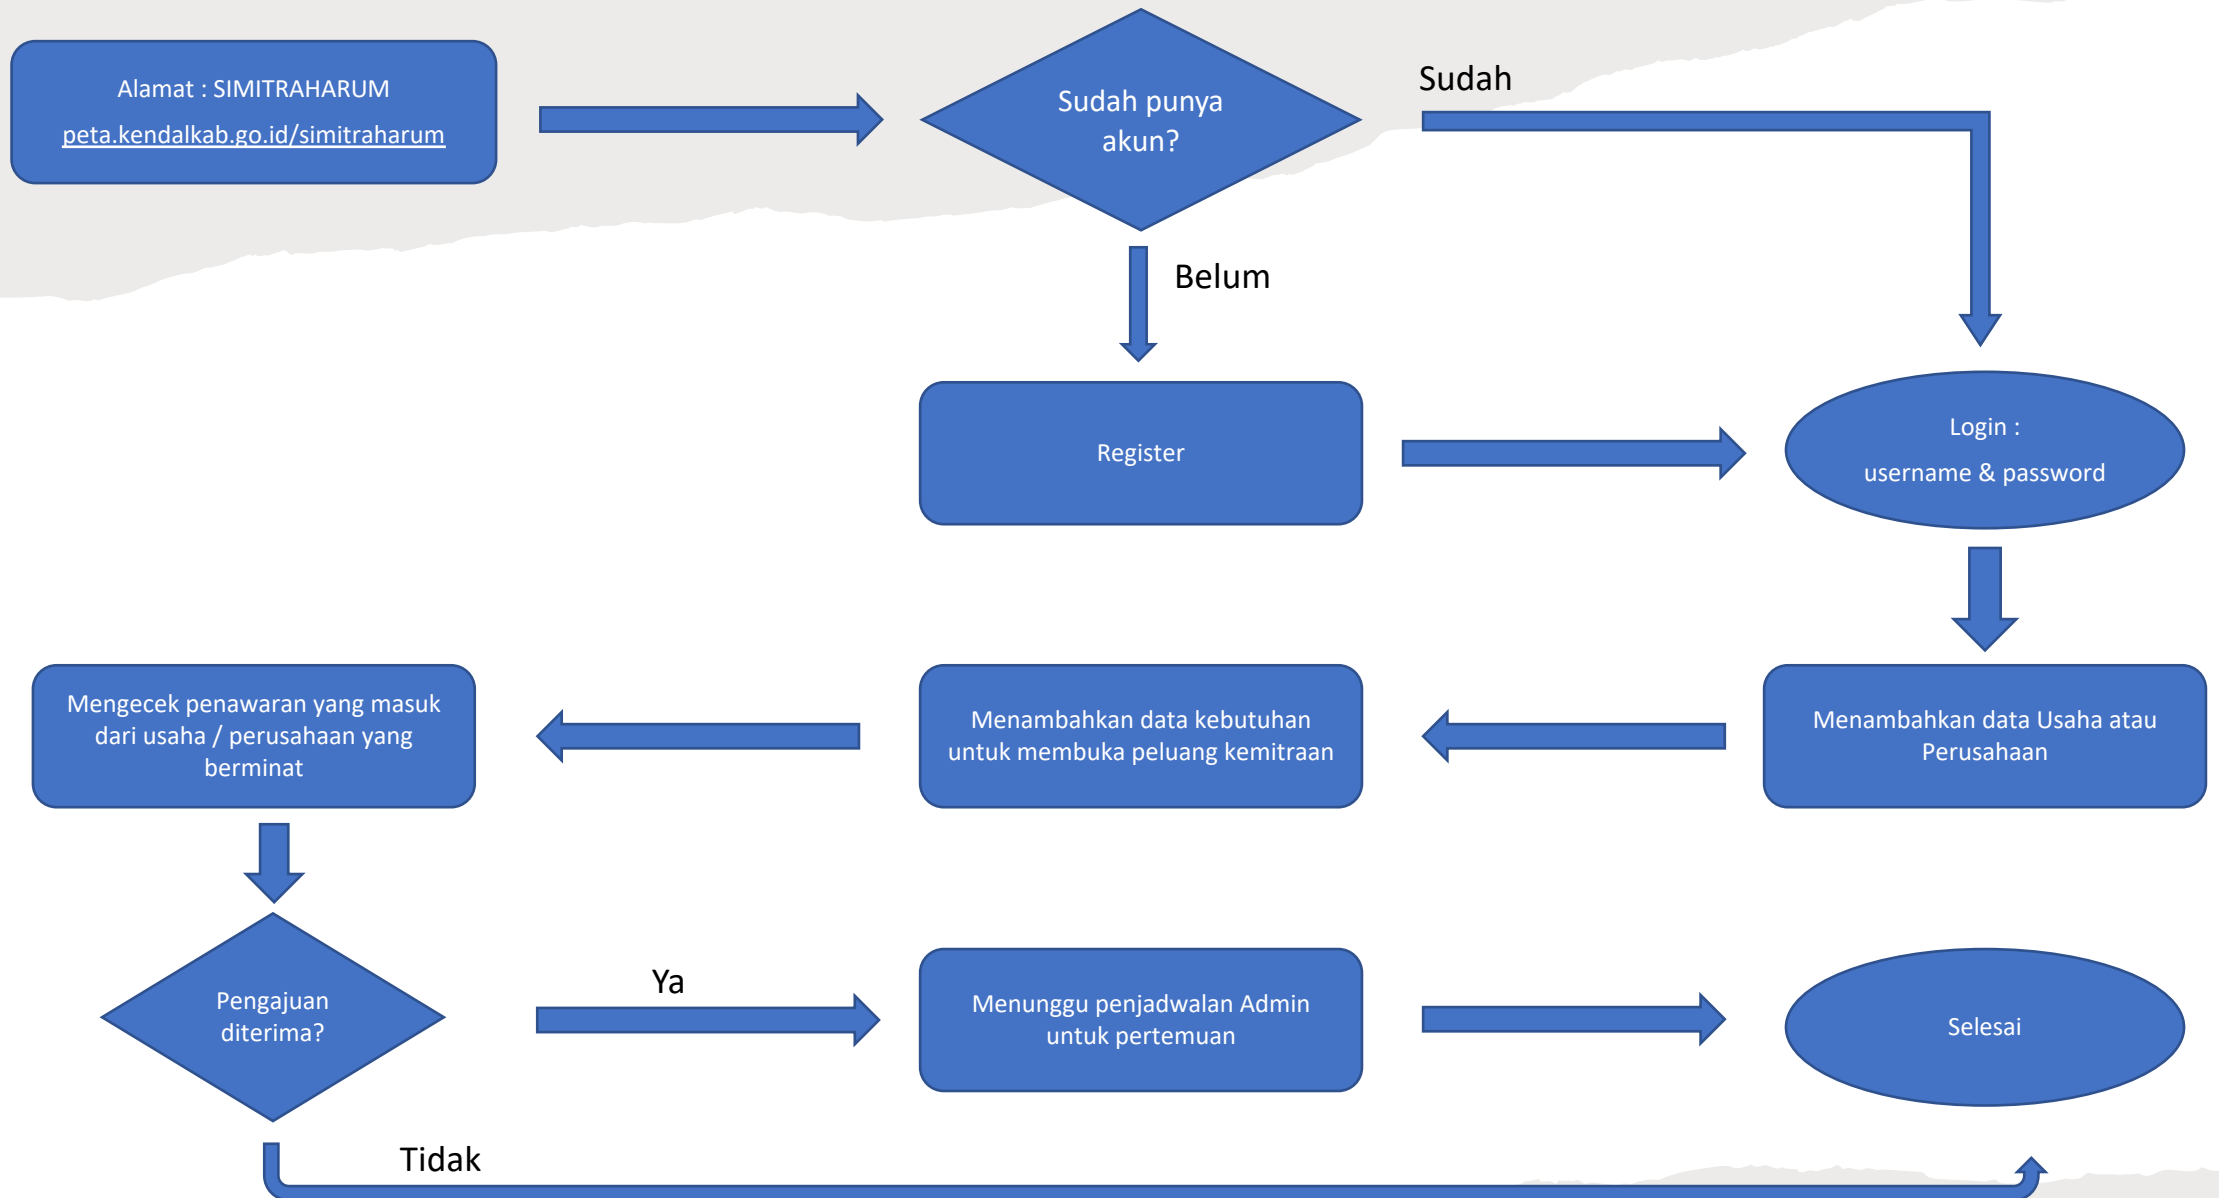 Alamat : SIMITRAHARUM
peta.kendalkab.go.id/simitraharum
Sudah punya
akun?
Sudah
Belum
Register
Login :
username & password
Menambahkan data Usaha atau
Perusahaan
Menambahkan data kebutuhan
untuk membuka peluang kemitraan
Mengecek penawaran yang masuk
dari usaha / perusahaan yang
berminat
Pengajuan
diterima?
Ya
Menunggu penjadwalan Admin
untuk pertemuan
Selesai
Tidak